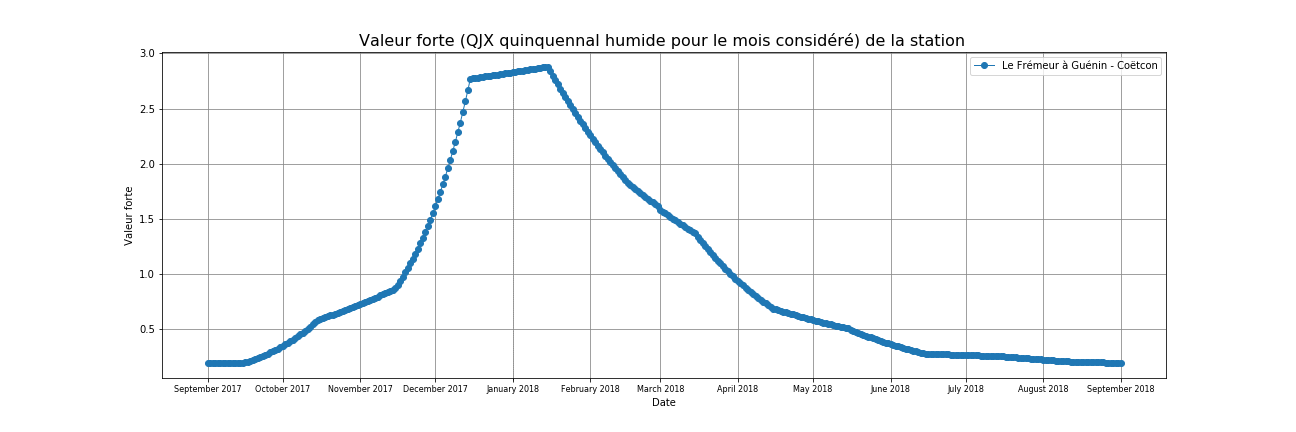 Valeur forte (QJX quinquennal humide pour le mois considéré) de la station
Le Frémeur à Guénin - Coëtcon
Valeur forte
3.0
2.5
2.0
1.5
1.0
0.5
September 2017 October 2017 November 2017 December 2017 January 2018 February 2018 March 2018 April 2018 May 2018 June 2018 July 2018 August 2018 September 2018
Date